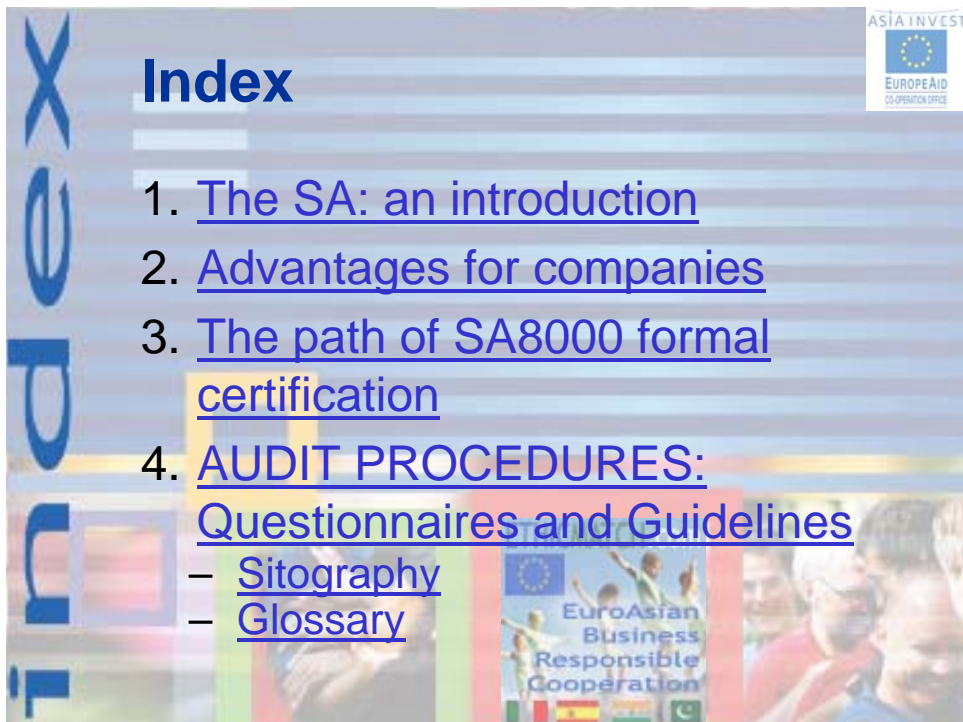 index
ASIA INVEST
EUROPEAID
CO-OPERATION OFFICE
Index
1. The SA: an introduction
2. Advantages for companies
3. The path of SA8000 formal
certification
4. AUDIT PROCEDURES:
Questionnaires and Guidelines
– Sitography
– Glossary
EuroAsian
Business
Responsible
Cooperation